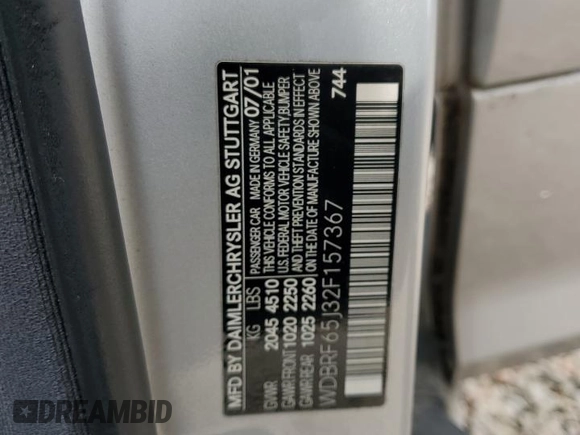 MFD BY DAIMLERCHRYSLER AG STUTTGART
PASSENGER CAR MADE IN GERMANY 07/01
KG LBS
THIS VEHICLE CONFORMS TO ALL APPLICABLE
U.S. FEDERAL MOTOR VEHICLE SAFETY, BUMPER
AND THEFT PREVENTION STANDARDS IN EFFECT
ON THE DATE OF MANUFACTURE SHOWN ABOVE
GVWR 2045 4510
GAWR FRONT 1020 2250
GAWR REAR 1025 2260
744
WDBRF65J32F157367
DREAMBID